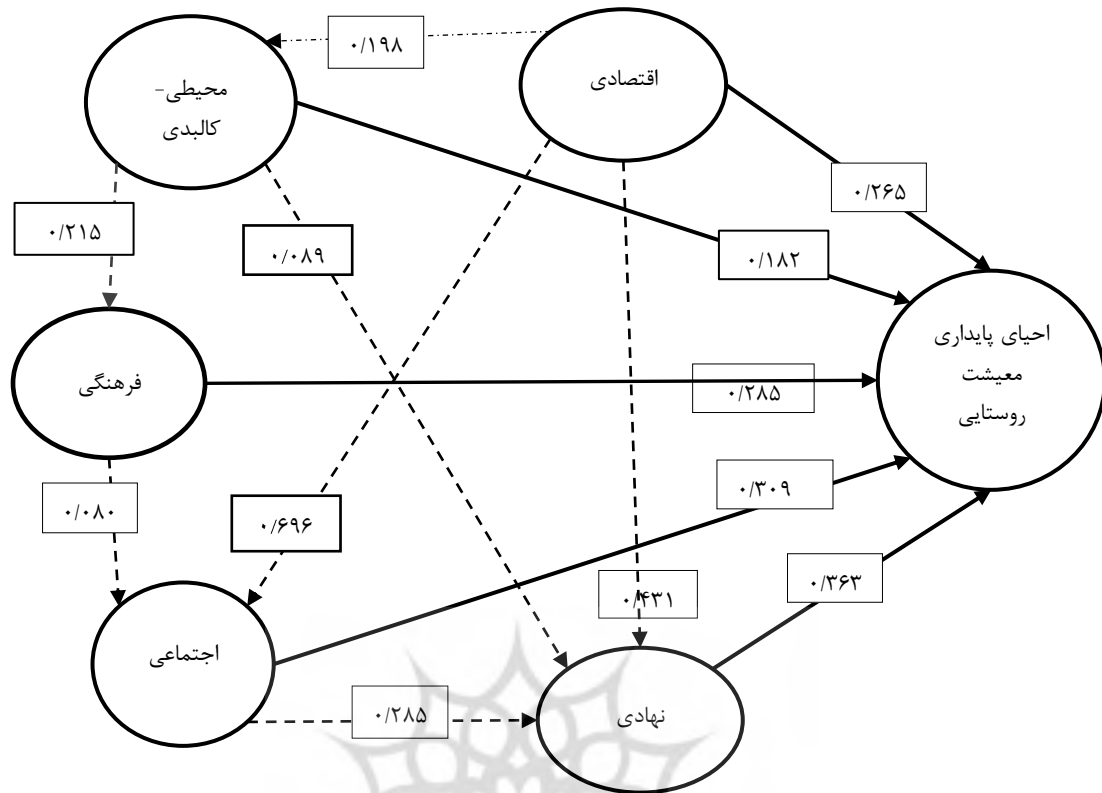 ۰/۱۹۸
اقتصادی
محیطی-
کالبدی
۰/۲۶۵
۰/۲۱۵
۰/۰۸۹
۰/۱۸۲
احیای پایداری
معیشت
روستایی
فرهنگی
۰/۲۸۵
۰/۰۸۰
۰/۶۹۶
۰/۳۰۹
۰/۴۳۱
۰/۳۶۳
اجتماعی
۰/۲۸۵
نهادی